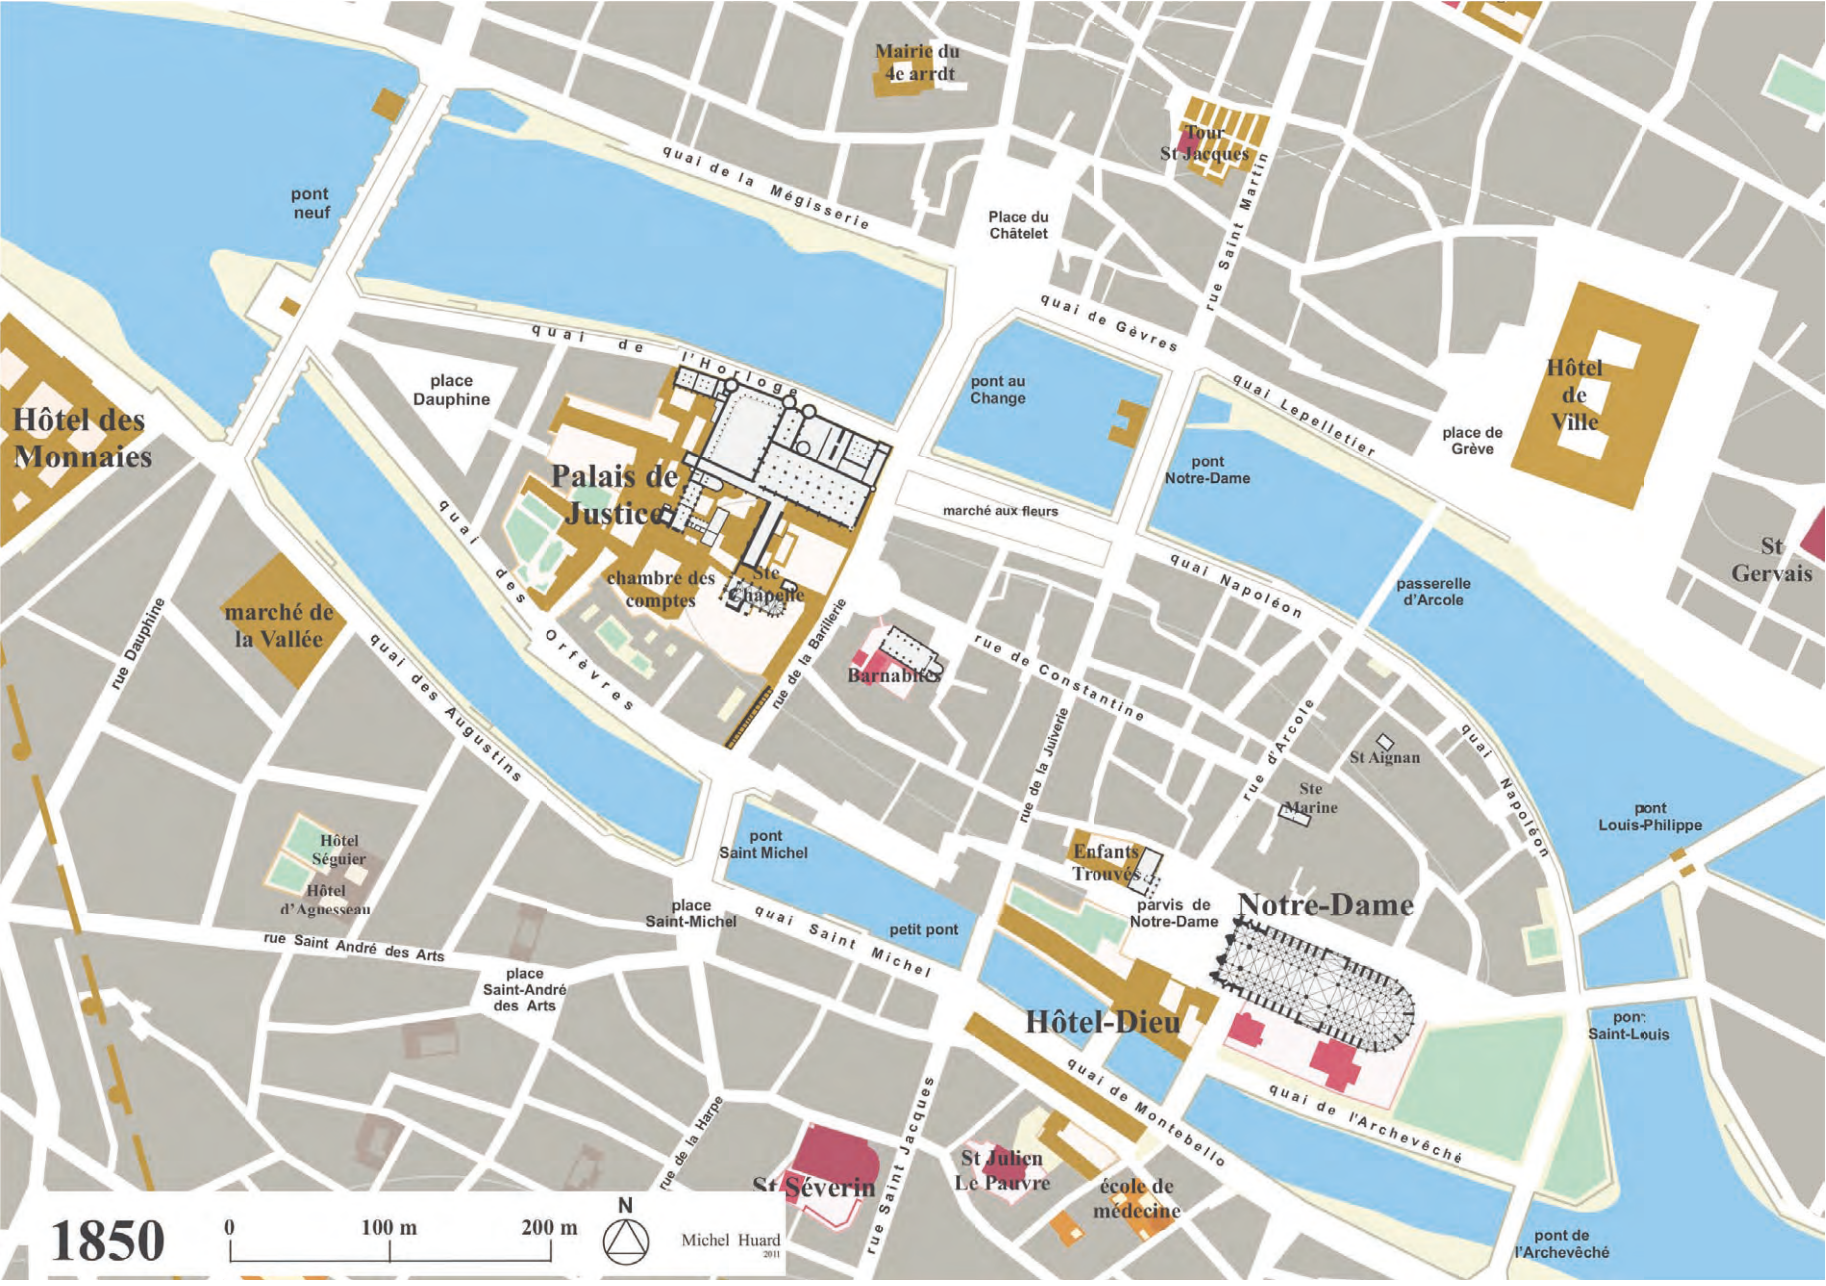 Mairie du
4e arrdt
Tour
St Jacques
quai de la Mégisserie
pont
neuf
Place du
Châtelet
rue Saint Martin
quai de Gèvres
quai de
l'Horloge
place
Dauphine
pont au
Change
quai Lepelletier
Hôtel
de
Ville
place de
Grève
Hôtel des
Monnaies
Palais de
Justice
pont
Notre-Dame
marché aux fleurs
St
Gervais
quai des
Orfèvres
chambre des
comptes
Ste
Chapelle
quai Napoléon
passerelle
d'Arcole
marché de
la Vallée
rue Dauphine
quai des Augustins
rue de la Barillerie
Barnabites
rue de Constantine
rue de la Juiverie
rue d'Arcole
St Aignan
quai Napoléon
Ste
Marine
pont
Louis-Philippe
Hôtel
Séguier
Hôtel
d'Aguesseau
pont
Saint Michel
Enfants
Trouvés
parvis de
Notre-Dame
Notre-Dame
place
Saint-Michel
quai Saint Michel
petit pont
rue Saint André des Arts
place
Saint-André
des Arts
Hôtel-Dieu
pont
Saint-Louis
quai de Montebello
quai de l'Archevêché
rue de la Harpe
rue Saint Jacques
St Séverin
St Julien
Le Pauvre
école de
médecine
pont de
l'Archevêché
1850
0 100 m 200 m
N
Michel Huard
2011